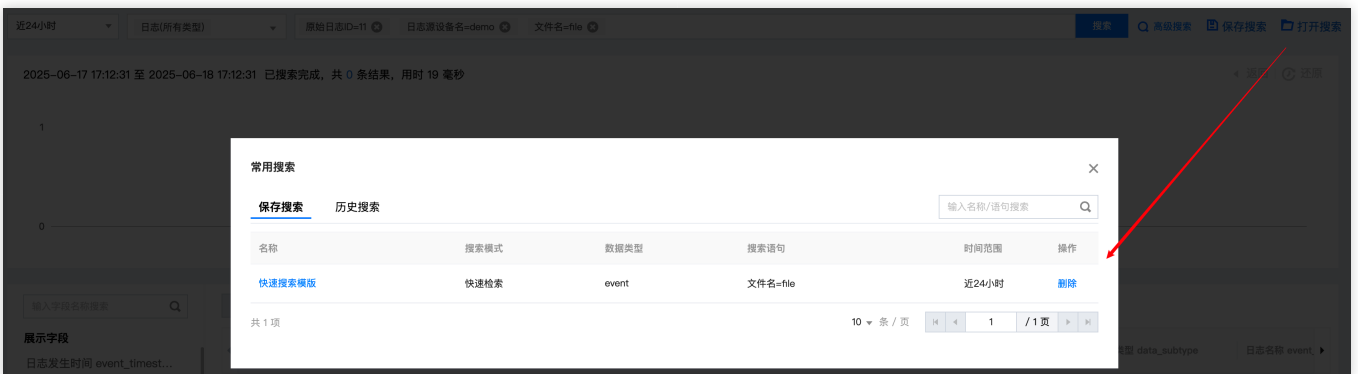 近24小时 日志(所有类型) 原始日志ID=11 日志源设备名=demo 文件名=file 搜索 高级搜索 保存搜索 打开搜索
2025-06-17 17:12:31 至 2025-06-18 17:12:31 已搜索完成，共 0 条结果，用时 19 毫秒 还原
1
0
常用搜索
保存搜索 历史搜索 输入名称/语句搜索
名称 搜索模式 数据类型 搜索语句 时间范围 操作
快速搜索模版 快速检索 event 文件名=file 近24小时 删除
共 1 项 10 条 / 页 1 / 1 页
输入字段名称搜索
展示字段
日志发生时间 event_timest... data_subtype 日志名称 event_